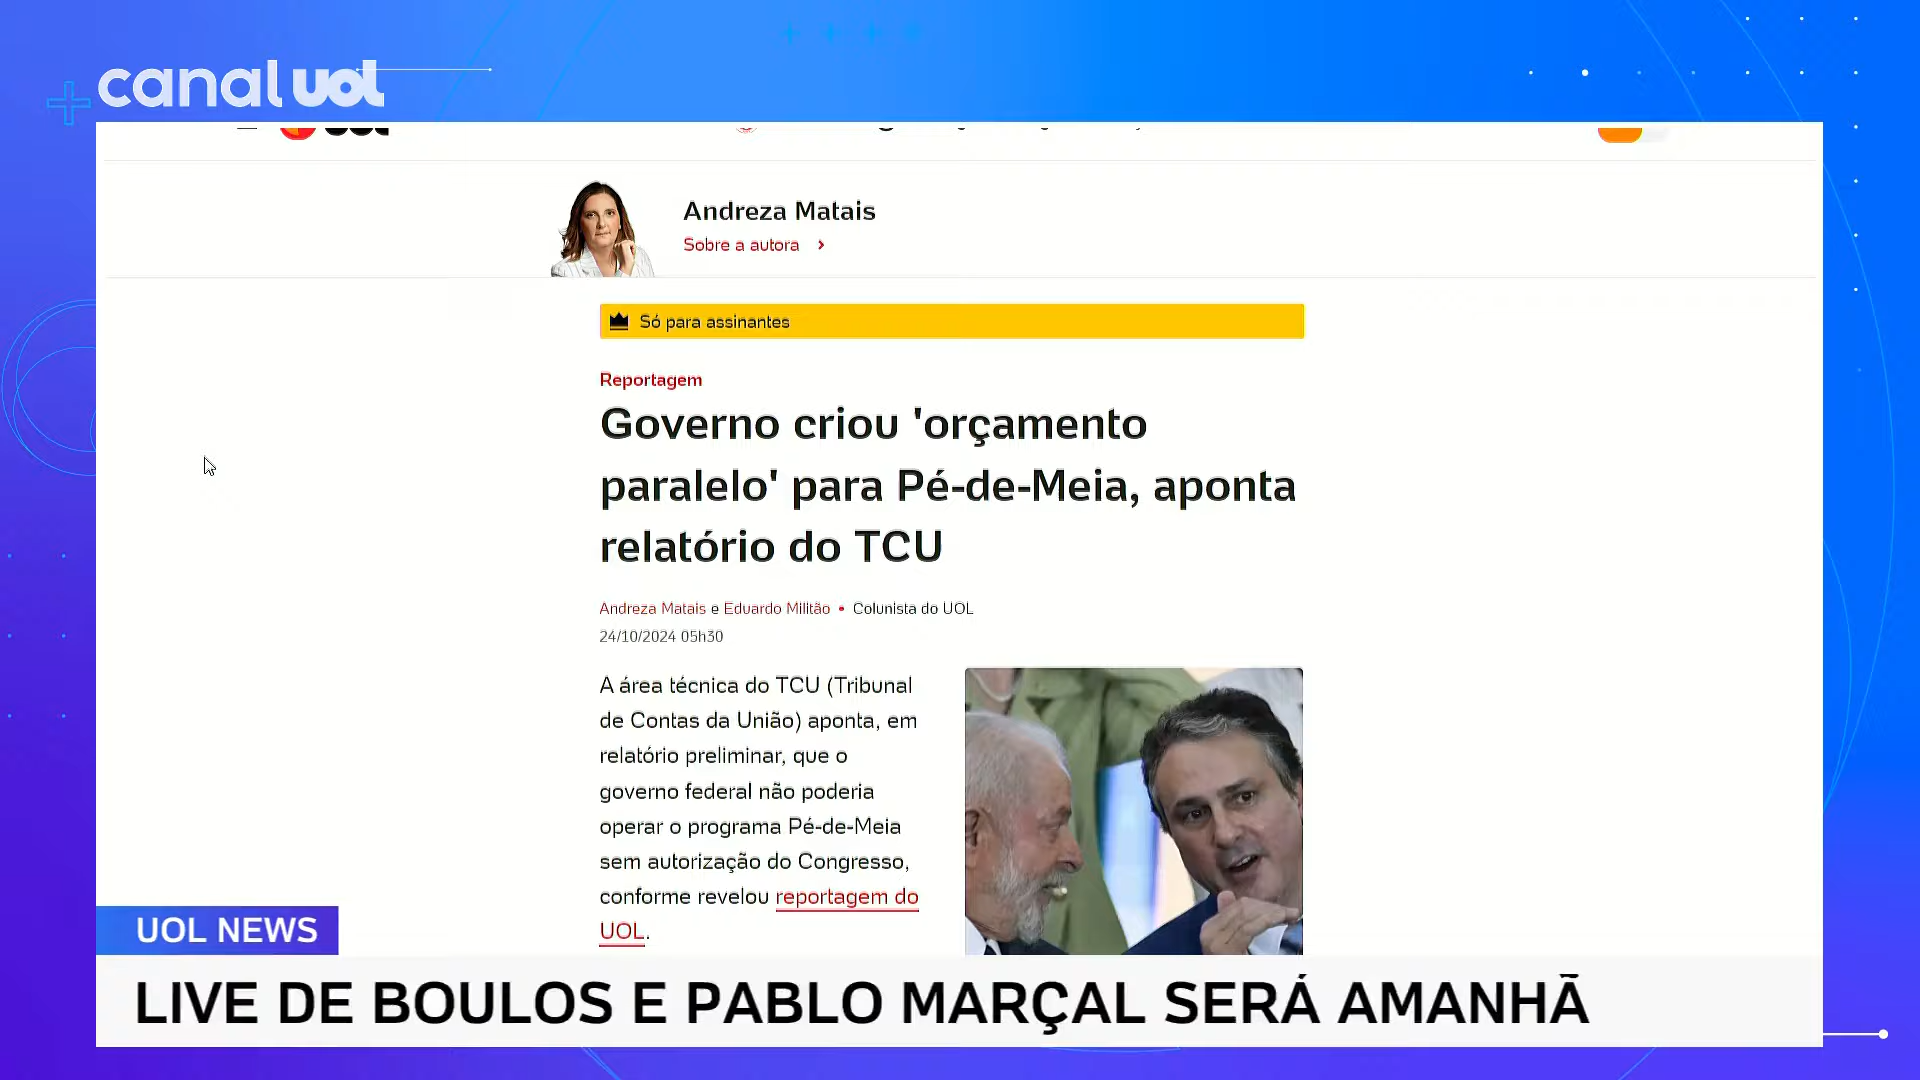 canal uol
Andreza Matais
Sobre a autora
Só para assinantes
Reportagem
Governo criou 'orçamento
paralelo' para Pé-de-Meia, aponta
relatório do TCU
Andreza Matais e Eduardo Militão • Colunista do UOL
24/10/2024 05h30
A área técnica do TCU (Tribunal
de Contas da União) aponta, em
relatório preliminar, que o
governo federal não poderia
operar o programa Pé-de-Meia
sem autorização do Congresso,
conforme revelou reportagem do
UOL.
UOL NEWS
LIVE DE BOULOS E PABLO MARÇAL SERÁ AMANHÃ